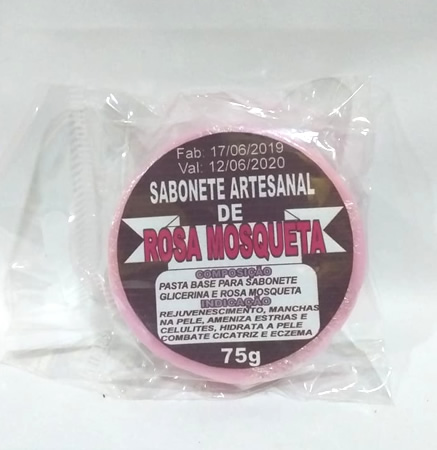 Fab: 17/06/2019
Val: 12/06/2020
SABONETE ARTESANAL
DE
ROSA MOSQUETA
COMPOSIÇÃO
PASTA BASE PARA SABONETE
GLICERINA E ROSA MOSQUETA
INDICAÇÃO
REJUVENESCIMENTO, MANCHAS
NA PELE, AMENIZA ESTRIAS E
CELULITES, HIDRATA A PELE
COMBATE CICATRIZ E ECZEMA
75g